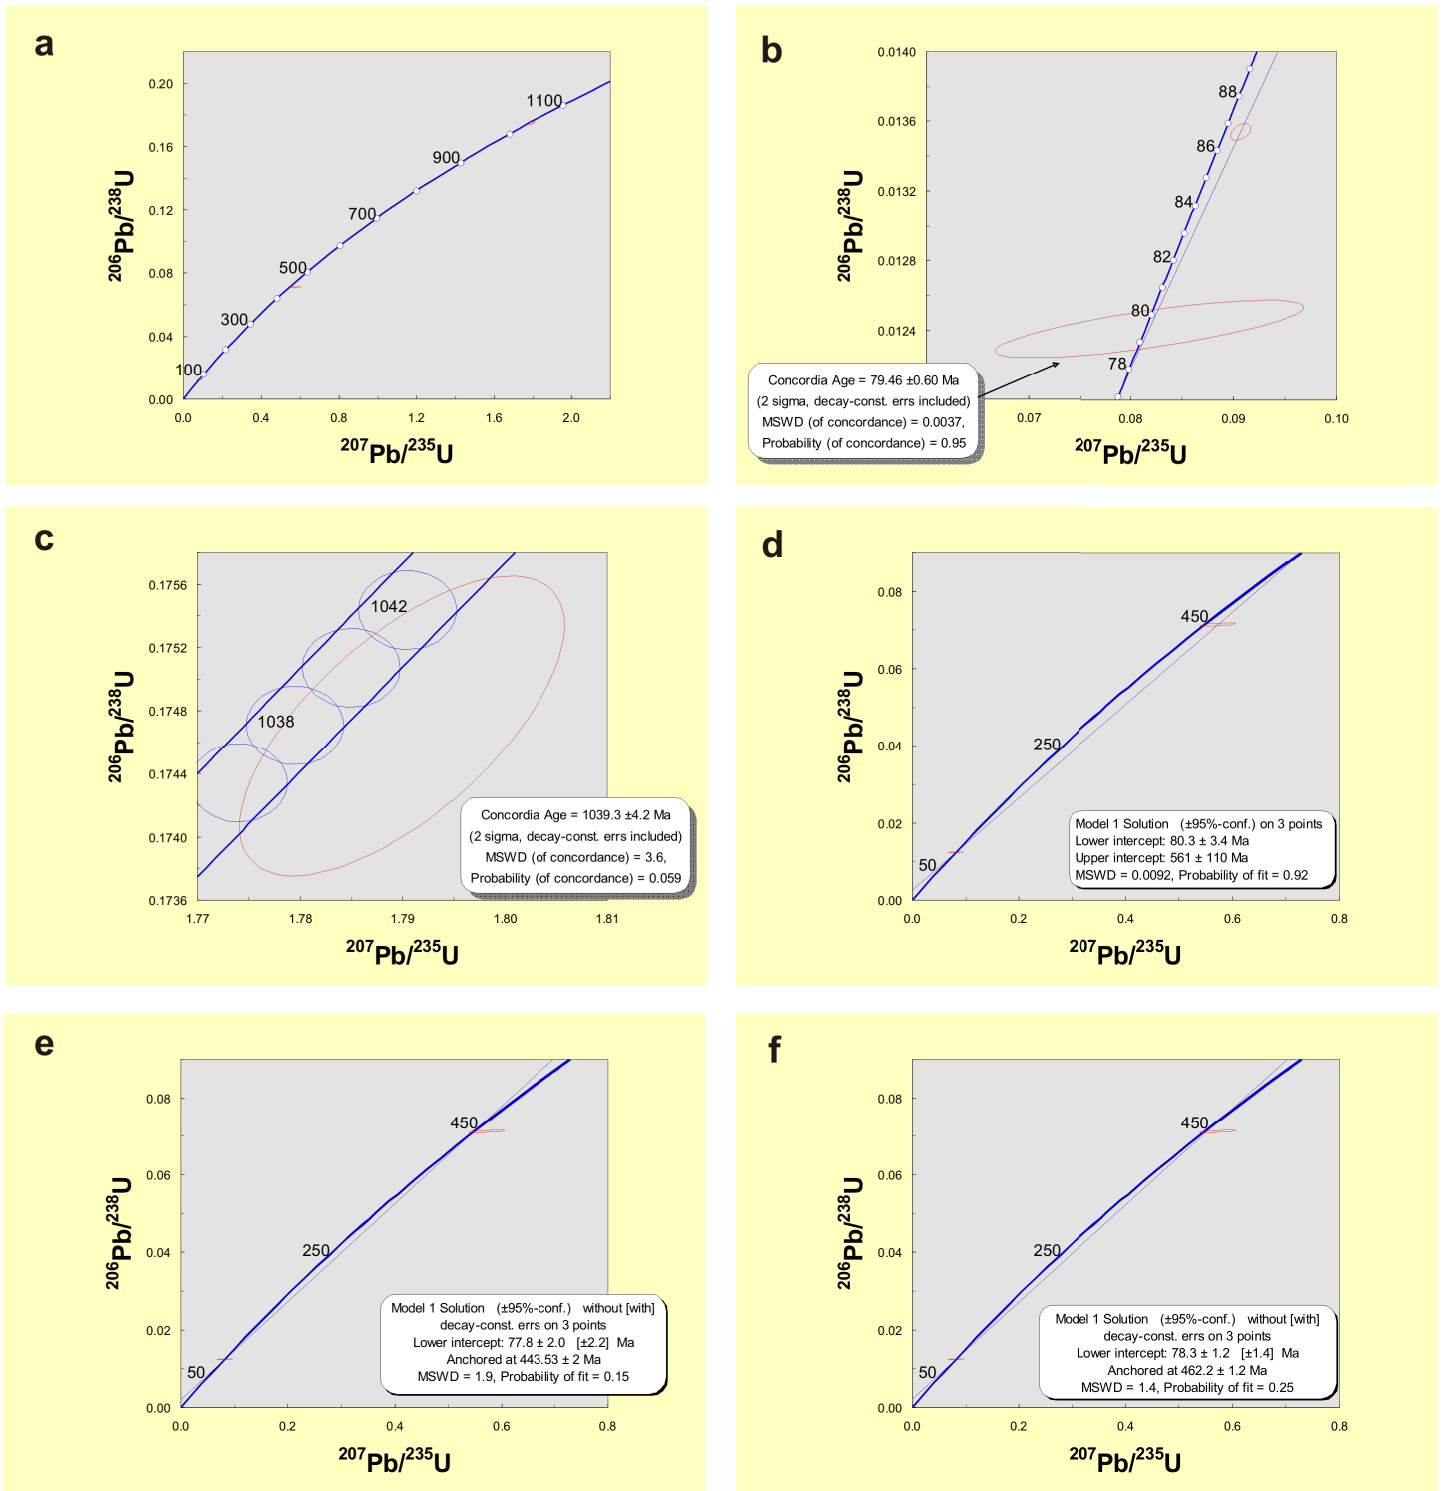 a
0.20
0.16
0.12
0.08
0.04
0.00
1100
900
700
500
300
100
0.0 0.4 0.8 1.2 1.6 2.0
206Pb/238U
207Pb/235U
b
0.0140
0.0136
0.0132
0.0128
0.0124
88
86
84
82
80
78
Concordia Age = 79.46 ±0.60 Ma
(2 sigma, decay-const. errs included)
MSWD (of concordance) = 0.0037,
Probability (of concordance) = 0.95
0.07 0.08 0.09 0.10
206Pb/238U
207Pb/235U
c
0.1756
0.1752
0.1748
0.1744
0.1740
0.1736
1042
1038
Concordia Age = 1039.3 ±4.2 Ma
(2 sigma, decay-const. errs included)
MSWD (of concordance) = 3.6,
Probability (of concordance) = 0.059
1.77 1.78 1.79 1.80 1.81
206Pb/238U
207Pb/235U
d
0.08
0.06
0.04
0.02
0.00
450
250
50
Model 1 Solution (±95%-conf.) on 3 points
Lower intercept: 80.3 ± 3.4 Ma
Upper intercept: 561 ± 110 Ma
MSWD = 0.0092, Probability of fit = 0.92
0.0 0.2 0.4 0.6 0.8
206Pb/238U
207Pb/235U
e
0.08
0.06
0.04
0.02
0.00
450
250
50
Model 1 Solution (±95%-conf.) without [with]
decay-const. errs on 3 points
Lower intercept: 77.8 ± 2.0 [±2.2] Ma
Anchored at 443.53 ± 2 Ma
MSWD = 1.9, Probability of fit = 0.15
0.0 0.2 0.4 0.6 0.8
206Pb/238U
207Pb/235U
f
0.08
0.06
0.04
0.02
0.00
450
250
50
Model 1 Solution (±95%-conf.) without [with]
decay-const. errs on 3 points
Lower intercept: 78.3 ± 1.2 [±1.4] Ma
Anchored at 462.2 ± 1.2 Ma
MSWD = 1.4, Probability of fit = 0.25
0.0 0.2 0.4 0.6 0.8
206Pb/238U
207Pb/235U